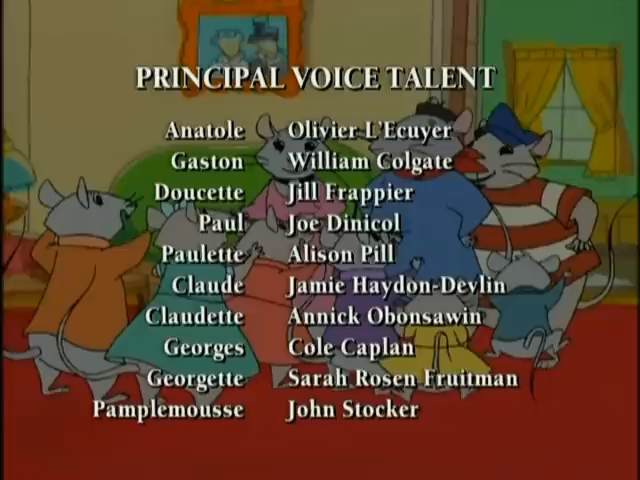 PRINCIPAL VOICE TALENT
Anatole Olivier L'Ecuyer
Gaston William Colgate
Doucette Jill Frappier
Paul Joe Dinicol
Paulette Alison Pill
Claude Jamie Haydon-Devlin
Claudette Annick Obonsawin
Georges Cole Caplan
Georgette Sarah Rosen Fruitman
Pamplemousse John Stocker